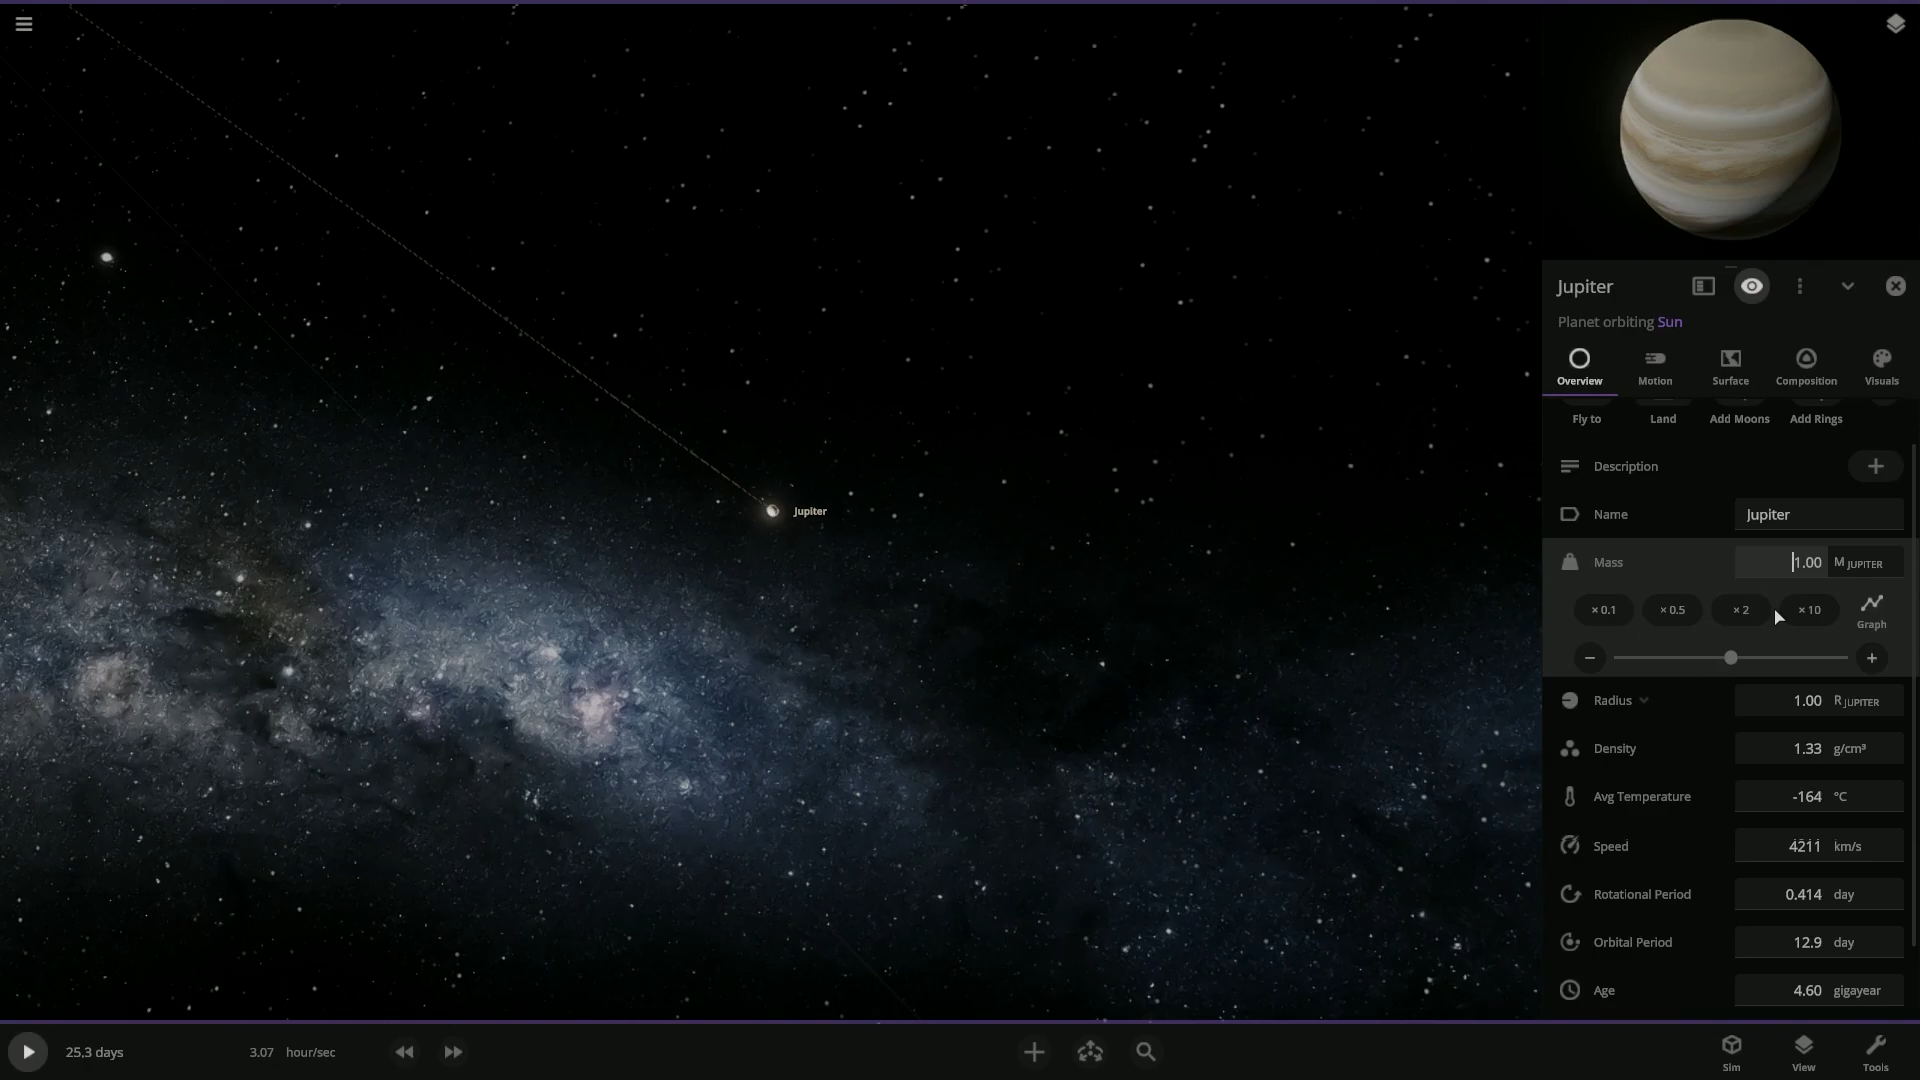 Jupiter
Jupiter
Planet orbiting Sun
Overview
Motion
Surface
Composition
Visuals
Fly to
Land
Add Moons
Add Rings
Description
Name Jupiter
Mass 1.00 M JUPITER
× 0.1
× 0.5
× 2
× 10
Graph
Radius 1.00 R JUPITER
Density 1.33 g/cm³
Avg Temperature -164 °C
Speed 4211 km/s
Rotational Period 0.414 day
Orbital Period 12.9 day
Age 4.60 gigayear
25.3 days
3.07 hour/sec
Sim
View
Tools